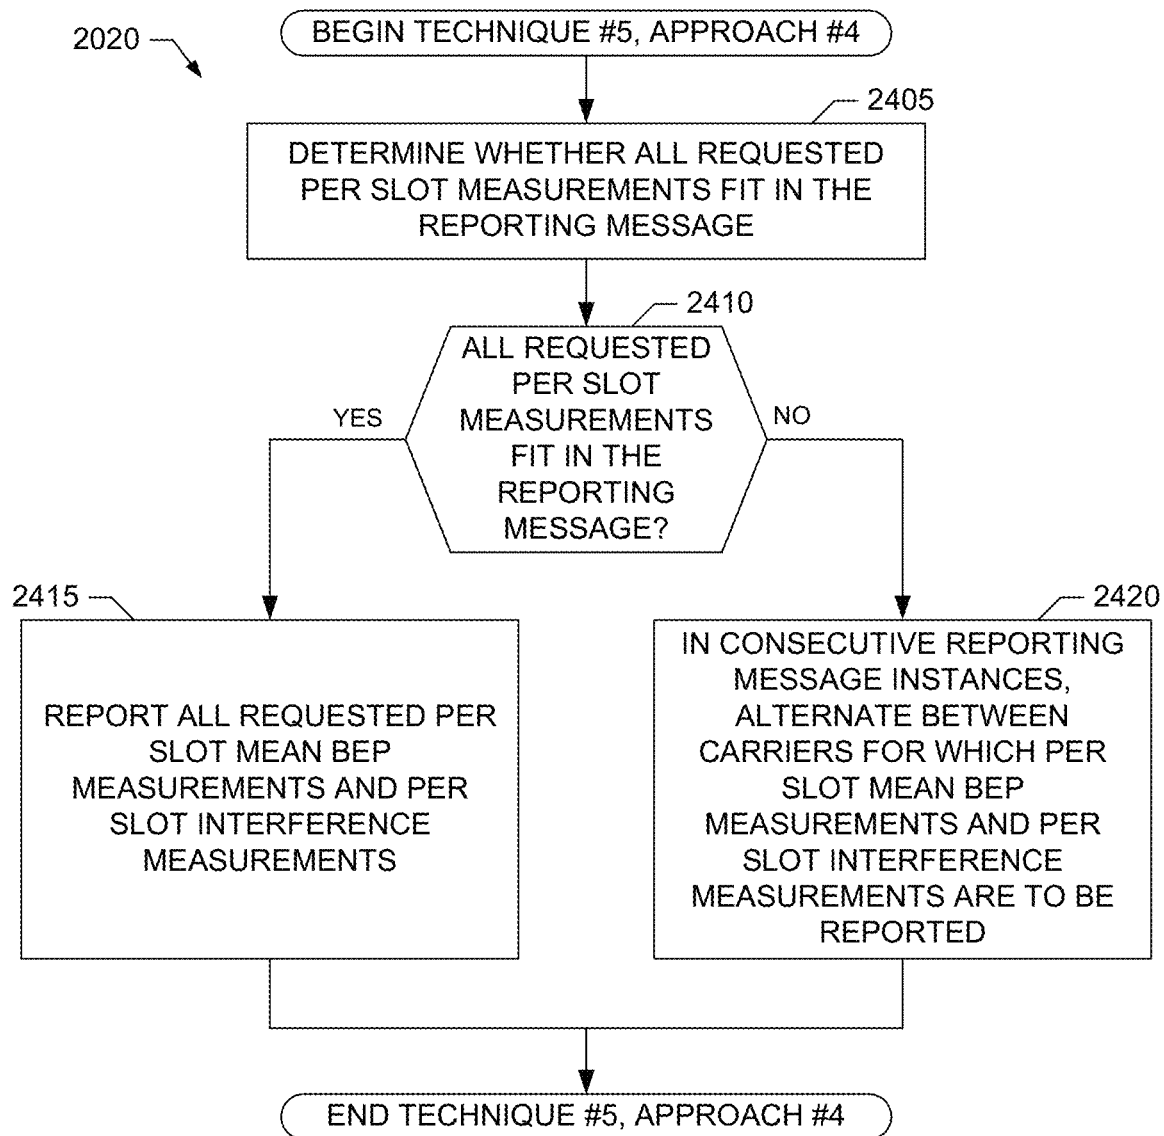 2020
BEGIN TECHNIQUE #5, APPROACH #4
2405
DETERMINE WHETHER ALL REQUESTED
PER SLOT MEASUREMENTS FIT IN THE
REPORTING MESSAGE
2410
ALL REQUESTED
PER SLOT
MEASUREMENTS
FIT IN THE
REPORTING
MESSAGE?
YES
NO
2415
REPORT ALL REQUESTED PER
SLOT MEAN BEP
MEASUREMENTS AND PER
SLOT INTERFERENCE
MEASUREMENTS
2420
IN CONSECUTIVE REPORTING
MESSAGE INSTANCES,
ALTERNATE BETWEEN
CARRIERS FOR WHICH PER
SLOT MEAN BEP
MEASUREMENTS AND PER
SLOT INTERFERENCE
MEASUREMENTS ARE TO BE
REPORTED
END TECHNIQUE #5, APPROACH #4